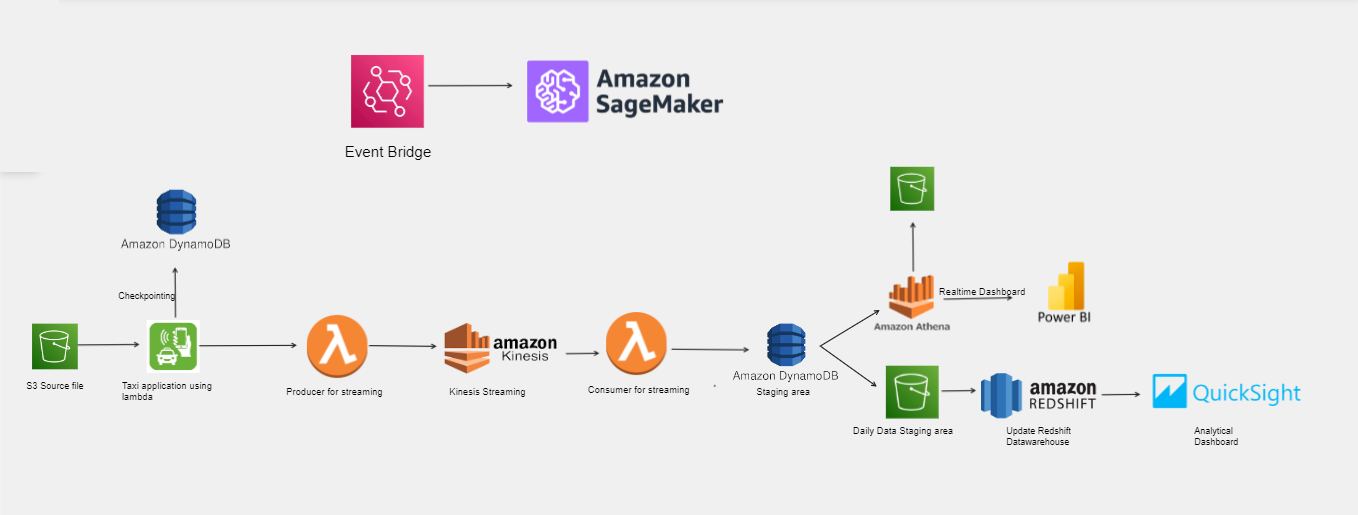 Amazon
SageMaker
Event Bridge
Amazon DynamoDB
Checkpointing
Realtime Dashboard
Amazon Athena
Power BI
amazon
Kinesis
S3 Source file
Taxi application using
lambda
Producer for streaming
Kinesis Streaming
Consumer for streaming
Amazon DynamoDB
Staging area
amazon
REDSHIFT
QuickSight
Daily Data Staging area
Update Redshift
Datawarehouse
Analytical
Dashboard